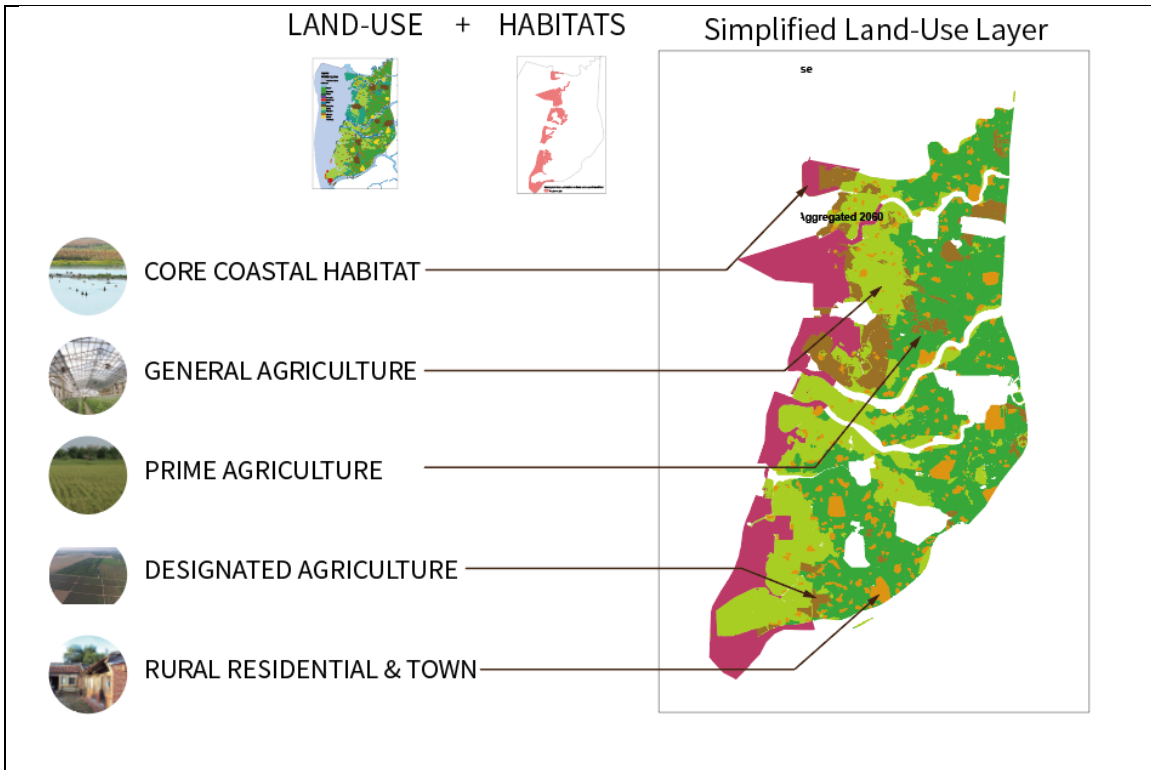 LAND-USE + HABITATS
Simplified Land-Use Layer
se
Aggregated 2060
CORE COASTAL HABITAT
GENERAL AGRICULTURE
PRIME AGRICULTURE
DESIGNATED AGRICULTURE
RURAL RESIDENTIAL & TOWN